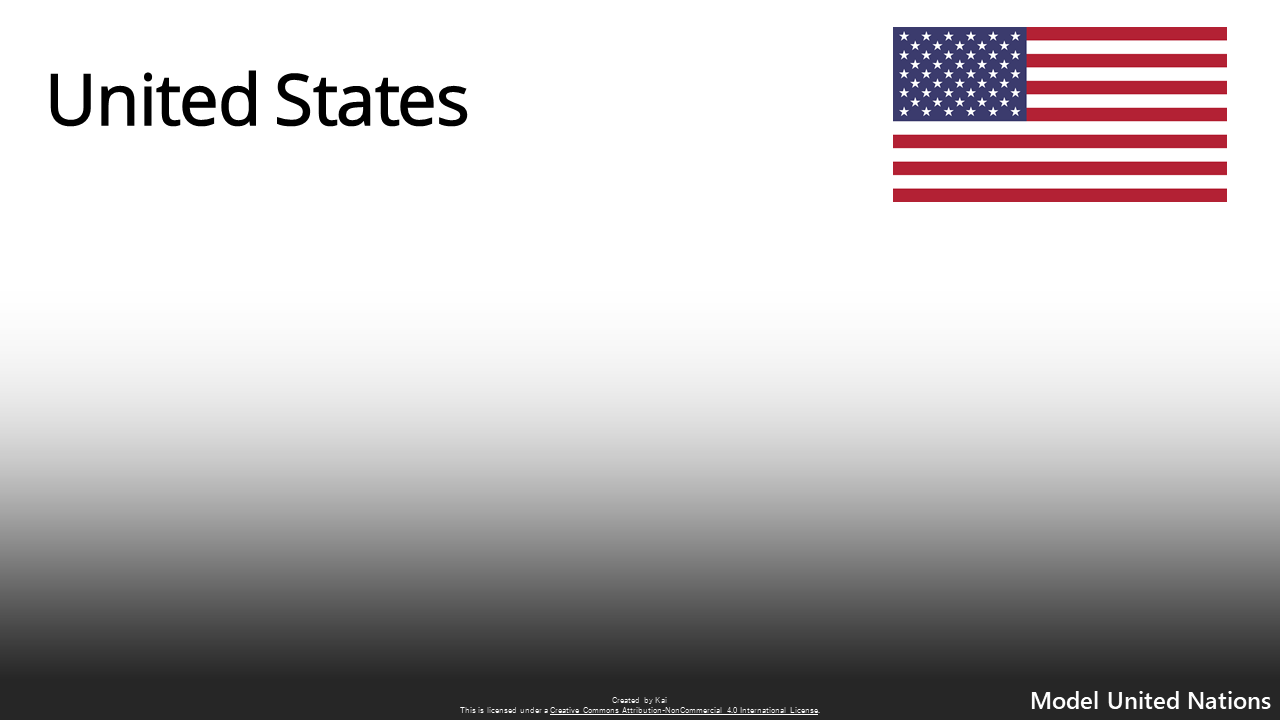 United States
Created by Kai
This is licensed under a Creative Commons Attribution-NonCommercial 4.0 International License.
Model United Nations